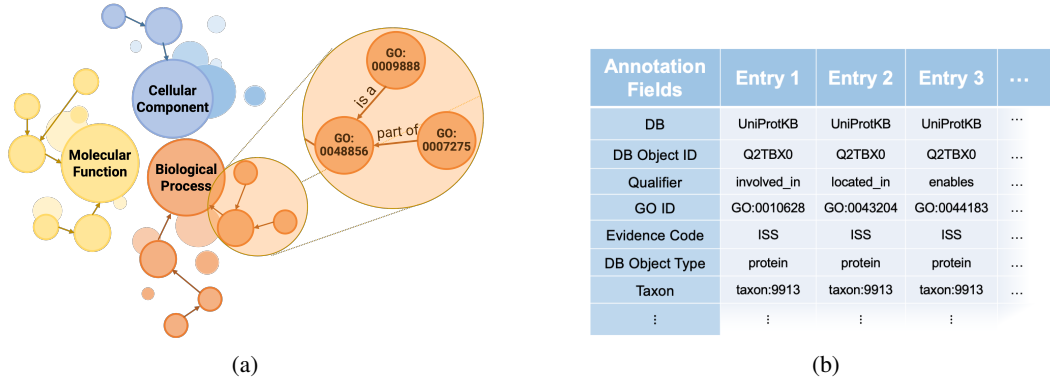 Cellular
Component
Molecular
Function
Biological
Process
GO:
0009888
is a
GO:
0048856
part of
GO:
0007275
(a)
Annotation Fields Entry 1 Entry 2 Entry 3 ...
DB UniProtKB UniProtKB UniProtKB ...
DB Object ID Q2TBX0 Q2TBX0 Q2TBX0 ...
Qualifier involved_in located_in enables ...
GO ID GO:0010628 GO:0043204 GO:0044183 ...
Evidence Code ISS ISS ISS ...
DB Object Type protein protein protein ...
Taxon taxon:9913 taxon:9913 taxon:9913 ...
⋮ ⋮ ⋮ ⋮
(b)